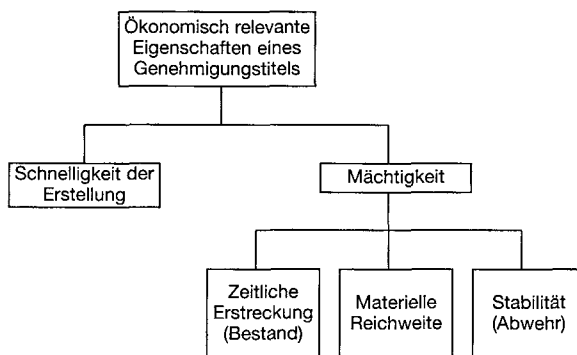 Ökonomisch relevante
Eigenschaften eines
Genehmigungstitels
Schnelligkeit der
Erstellung
Mächtigkeit
Zeitliche
Erstreckung
(Bestand)
Materielle
Reichweite
Stabilität
(Abwehr)